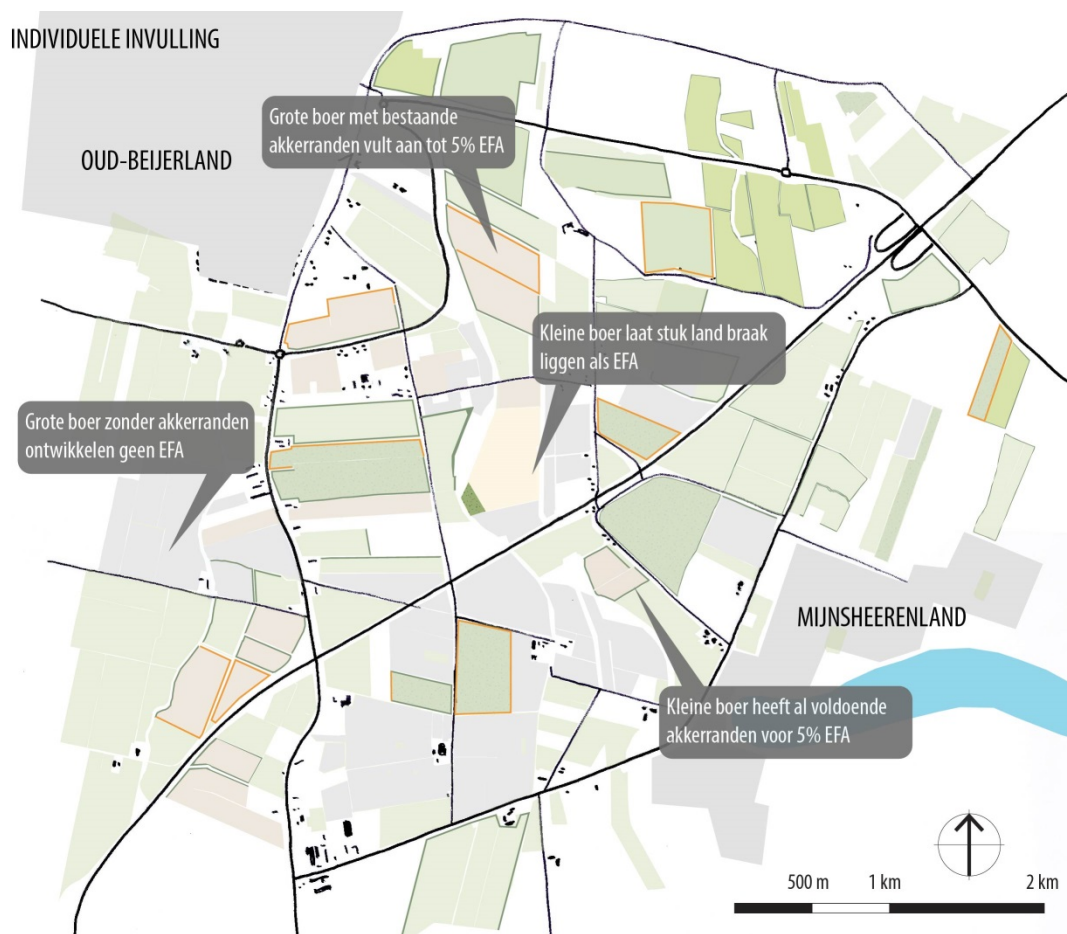 INDIVIDUELE INVULLING
Grote boer met bestaande
akkerranden vult aan tot 5% EFA
OUD-BEIJERLAND
Kleine boer laat stuk land braak
liggen als EFA
Grote boer zonder akkerranden
ontwikkelen geen EFA
MIJNSHEERENLAND
Kleine boer heeft al voldoende
akkerranden voor 5% EFA
500 m 1 km 2 km